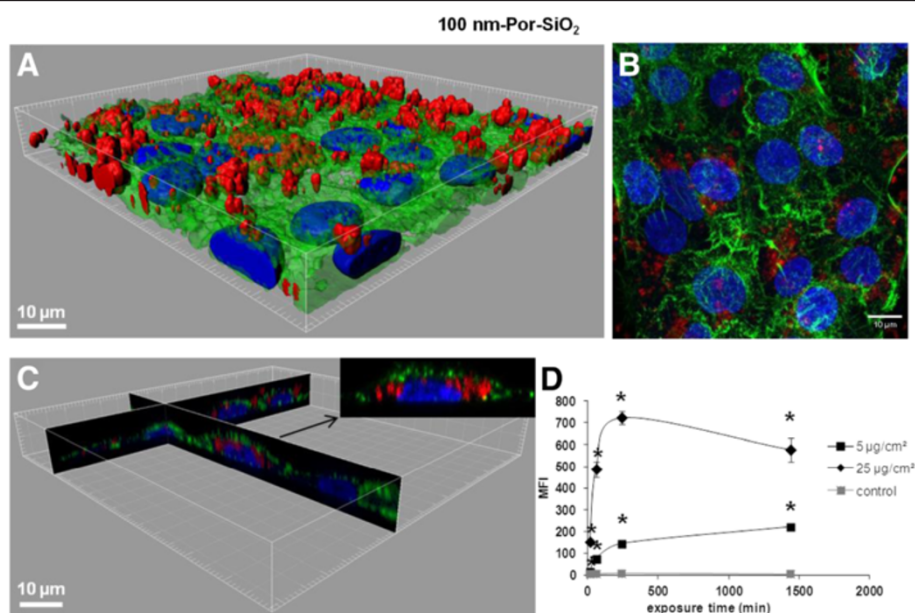 100 nm-Por-SiO₂
A
10 µm
B
10 µm
C
10 µm
D
800
700
600
500
400
300
200
100
0
MFI
0 500 1000 1500 2000
exposure time (min)
* * * * * * *
5 µg/cm²
25 µg/cm²
control